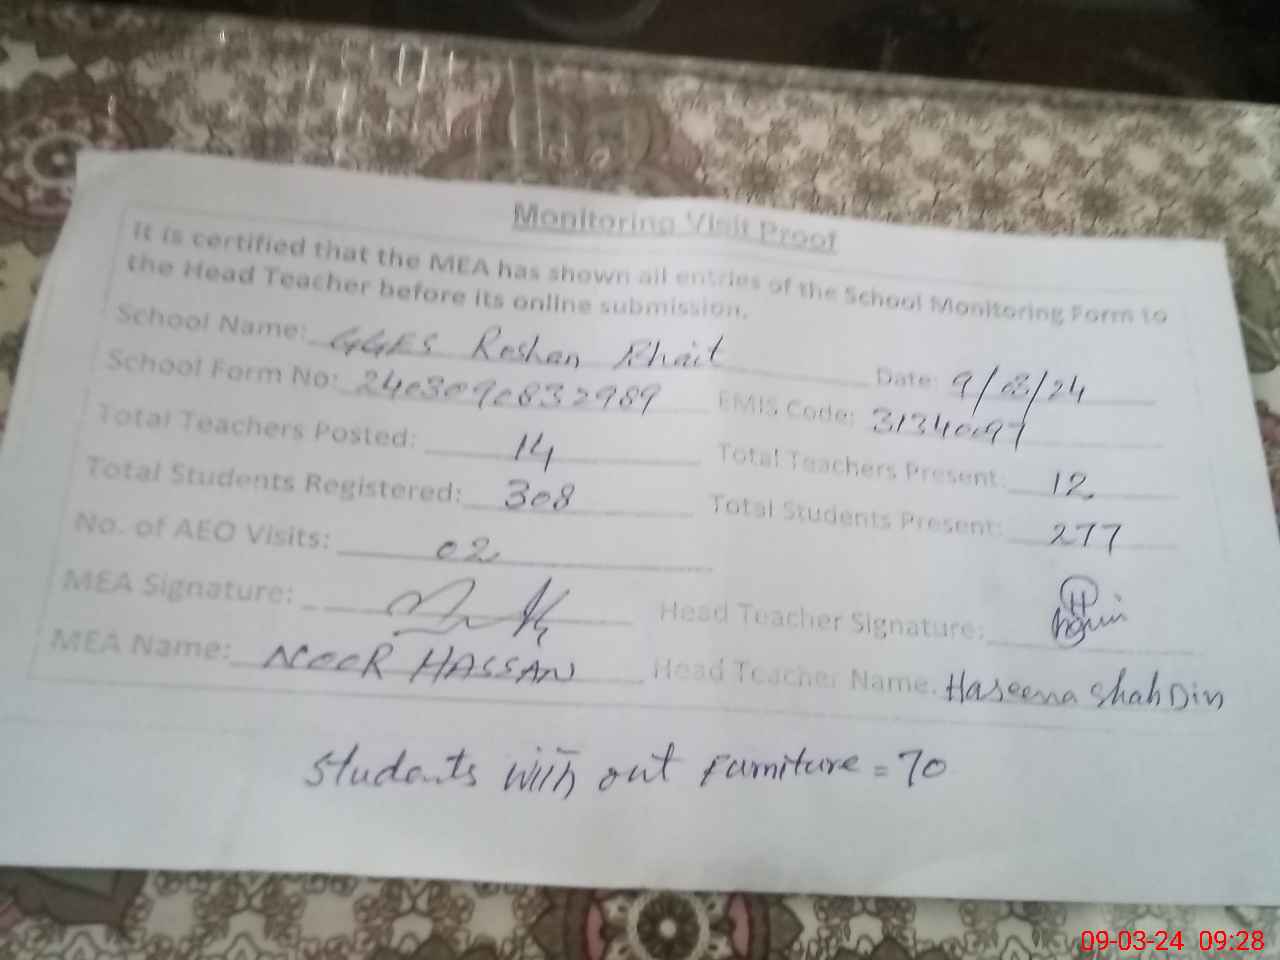 Monitoring Visit Proof
It is certified that the MEA has shown all entries of the School Monitoring Form to
the Head Teacher before its online submission.
School Name: GGES Roshan Bhait Date: 9/03/24
School Form No: 2403090832989 EMIS Code: 31340097
Total Teachers Posted: 14 Total Teachers Present: 12
Total Students Registered: 308 Total Students Present: 277
No. of AEO Visits: 02
MEA Signature: Head Teacher Signature:
MEA Name: NOOR HASSAN Head Teacher Name: Haseena Shah Din
Students with out Furniture = 70
09-03-24 09:28